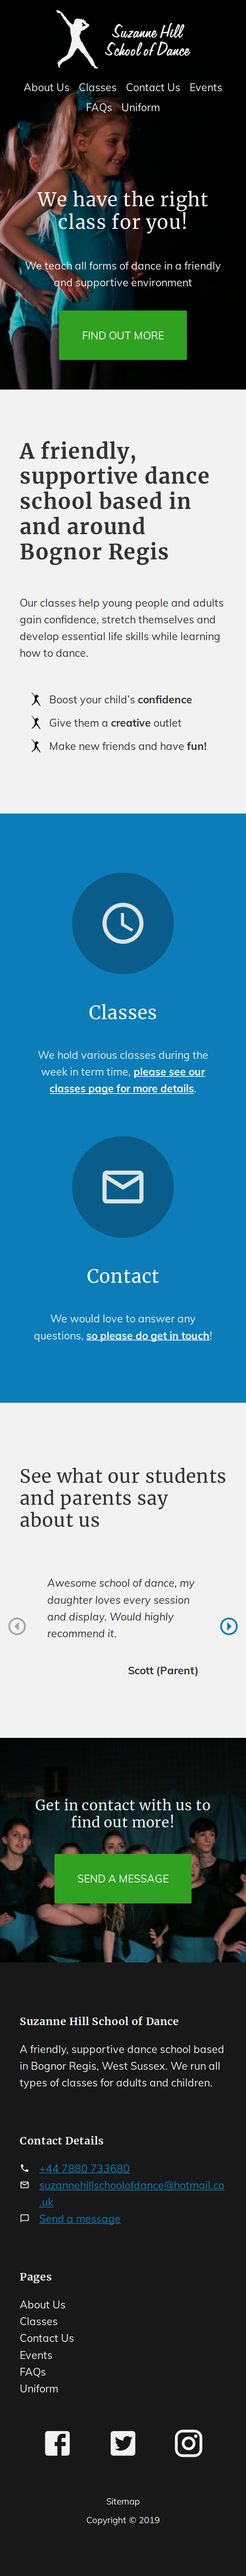 Suzanne Hill
School of Dance
About Us Classes Contact Us Events
FAQs Uniform
We have the right
class for you!
We teach all forms of dance in a friendly
and supportive environment
FIND OUT MORE
A friendly,
supportive dance
school based in
and around
Bognor Regis
Our classes help young people and adults
gain confidence, stretch themselves and
develop essential life skills while learning
how to dance.
Boost your child's confidence
Give them a creative outlet
Make new friends and have fun!
Classes
We hold various classes during the
week in term time, please see our
classes page for more details.
Contact
We would love to answer any
questions, so please do get in touch!
See what our students
and parents say
about us
Awesome school of dance, my
daughter loves every session
and display. Would highly
recommend it.
Scott (Parent)
Get in contact with us to
find out more!
SEND A MESSAGE
Suzanne Hill School of Dance
A friendly, supportive dance school based
in Bognor Regis, West Sussex. We run all
types of classes for adults and children.
Contact Details
+44 7880 733680
suzannehillschoolofdance@hotmail.co
.uk
Send a message
Pages
About Us
Classes
Contact Us
Events
FAQs
Uniform
Sitemap
Copyright © 2019